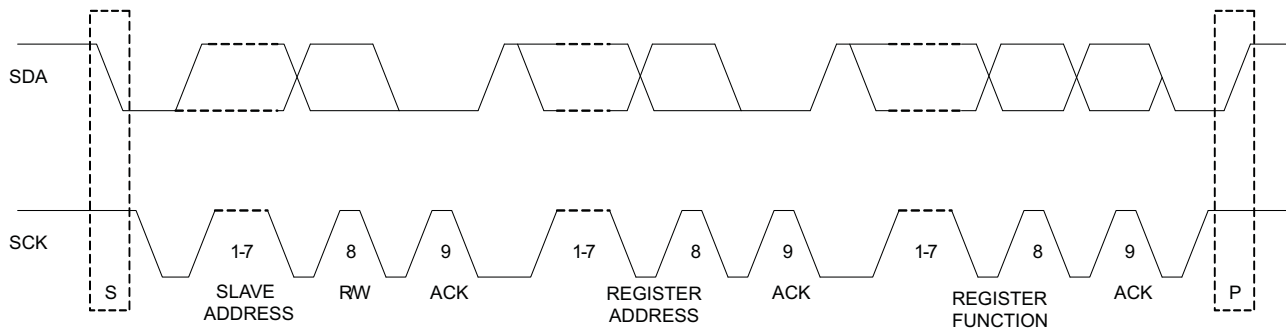 SDA
SCK
1-7
8
9
1-7
8
9
1-7
8
9
S
SLAVE
ADDRESS
R/W
ACK
REGISTER
ADDRESS
ACK
REGISTER
FUNCTION
ACK
P